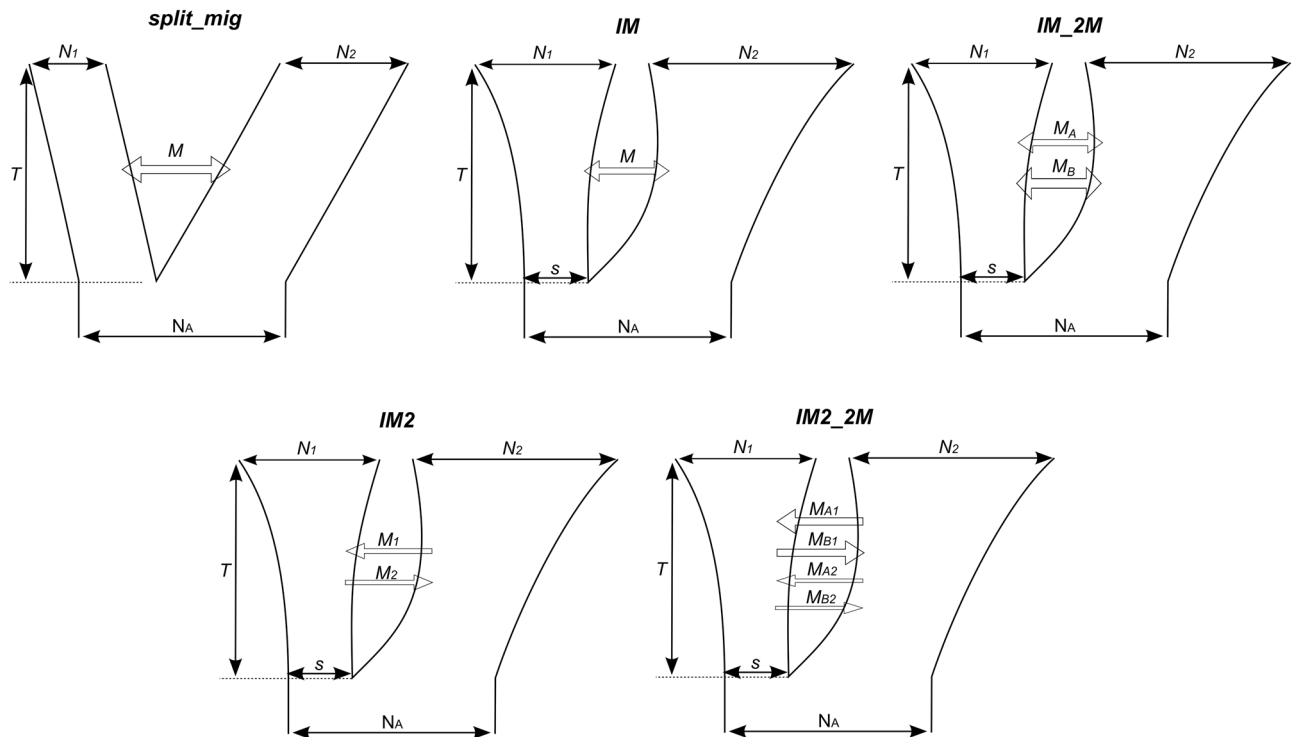 split_mig
N1
N2
M
T
NA
IM
N1
N2
M
T
s
NA
IM_2M
N1
N2
MA
MB
T
s
NA
IM2
N1
N2
M1
M2
T
s
NA
IM2_2M
N1
N2
MA1
MB1
MA2
MB2
T
s
NA